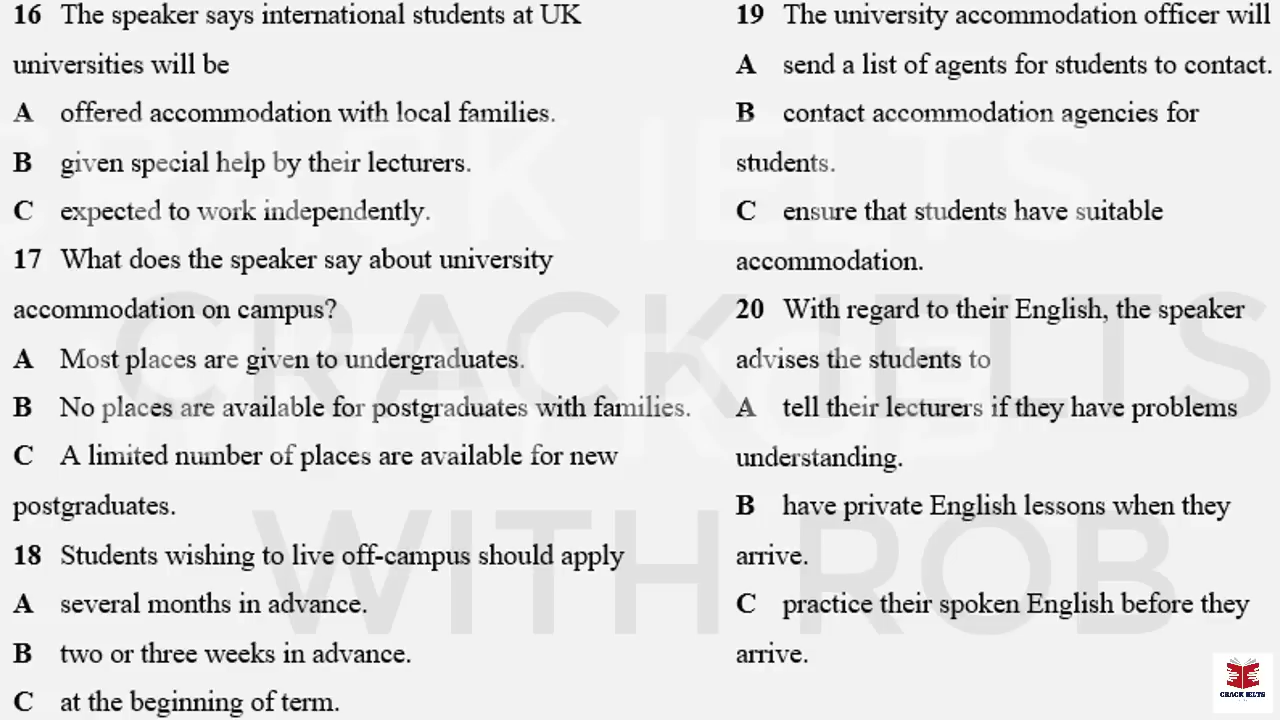 16 The speaker says international students at UK
universities will be
A offered accommodation with local families.
B given special help by their lecturers.
C expected to work independently.
17 What does the speaker say about university
accommodation on campus?
A Most places are given to undergraduates.
B No places are available for postgraduates with families.
C A limited number of places are available for new
postgraduates.
18 Students wishing to live off-campus should apply
A several months in advance.
B two or three weeks in advance.
C at the beginning of term.
19 The university accommodation officer will
A send a list of agents for students to contact.
B contact accommodation agencies for
students.
C ensure that students have suitable
accommodation.
20 With regard to their English, the speaker
advises the students to
A tell their lecturers if they have problems
understanding.
B have private English lessons when they
arrive.
C practice their spoken English before they
arrive.
CRACK IELTS
WITH ROB
CRACK IELTS